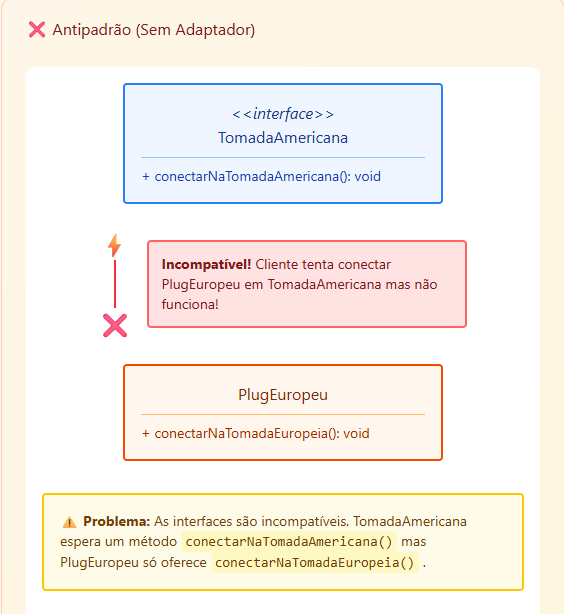 ❌ Antipadrão (Sem Adaptador)
<<interface>>
TomadaAmericana
+ conectarNaTomadaAmericana(): void
Incompatível! Cliente tenta conectar
PlugEuropeu em TomadaAmericana mas não
funciona!
PlugEuropeu
+ conectarNaTomadaEuropeia(): void
⚠️ Problema: As interfaces são incompatíveis. TomadaAmericana
espera um método conectarNaTomadaAmericana() mas
PlugEuropeu só oferece conectarNaTomadaEuropeia() .